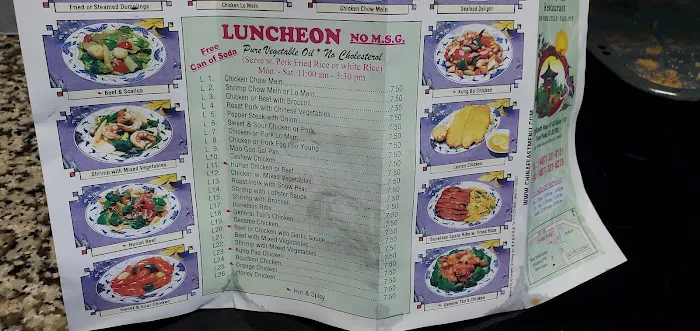 Fried or Steamed Dumplings
Chicken Lo Mein
Chicken Chow Mein
Seafood Delight
Restaurant
LUNCHEON NO M.S.G.
Free
Can of Soda
Pure Vegetable Oil * No Cholesterol
(Serve w. Pork Fried Rice or white Rice)
Mon. - Sat. 11:00 am - 3:30 pm
L 1. Chicken Chow Mein 7.50
L 2. Shrimp Chow Mein or Lo Mein 7.50
L 3. Chicken or Beef with Broccoli 7.50
L 4. Roast Pork with Chinese Vegetables 7.50
L 5. Pepper Steak with Onion 7.50
L 6. Sweet & Sour Chicken or Pork 7.50
L 7. Chicken or Pork Lo Mein 7.50
L 8. Chicken or Pork Egg Foo Young 7.50
L 9. Moo Goo Gai Pan 7.50
L10. Cashew Chicken 7.50
L11. Hunan Chicken or Beef 7.50
L12. Chicken w. Mixed Vegetables 7.50
L13. Roast Pork with Snow Peas 7.50
L14. Shrimp with Lobster Sauce 7.50
L15. Shrimp with Broccoli 7.50
L17. Boneless Ribs 7.50
L18. General Tso's Chicken 7.50
L19. Sesame Chicken 7.50
L20. Beef or Chicken with Garlic Sauce 7.50
L21. Beef with Mixed Vegetables 7.50
L22. Shrimp with Mixed Vegetables 7.50
L23. Kung Pao Chicken 7.50
L24. Bourbon Chicken 7.50
L25. Orange Chicken 7.50
L26. Honey Chicken 7.50
Hot & Spicy
Beef & Scallop
Shrimp with Mixed Vegetables
Hunan Beef
Sweet & Sour Chicken
Kung Bo Chicken
Lemon Chicken
Boneless Spare Ribs w. Fried Rice
General Tso's Chicken
WWW.CHINAFEASTMENU.COM